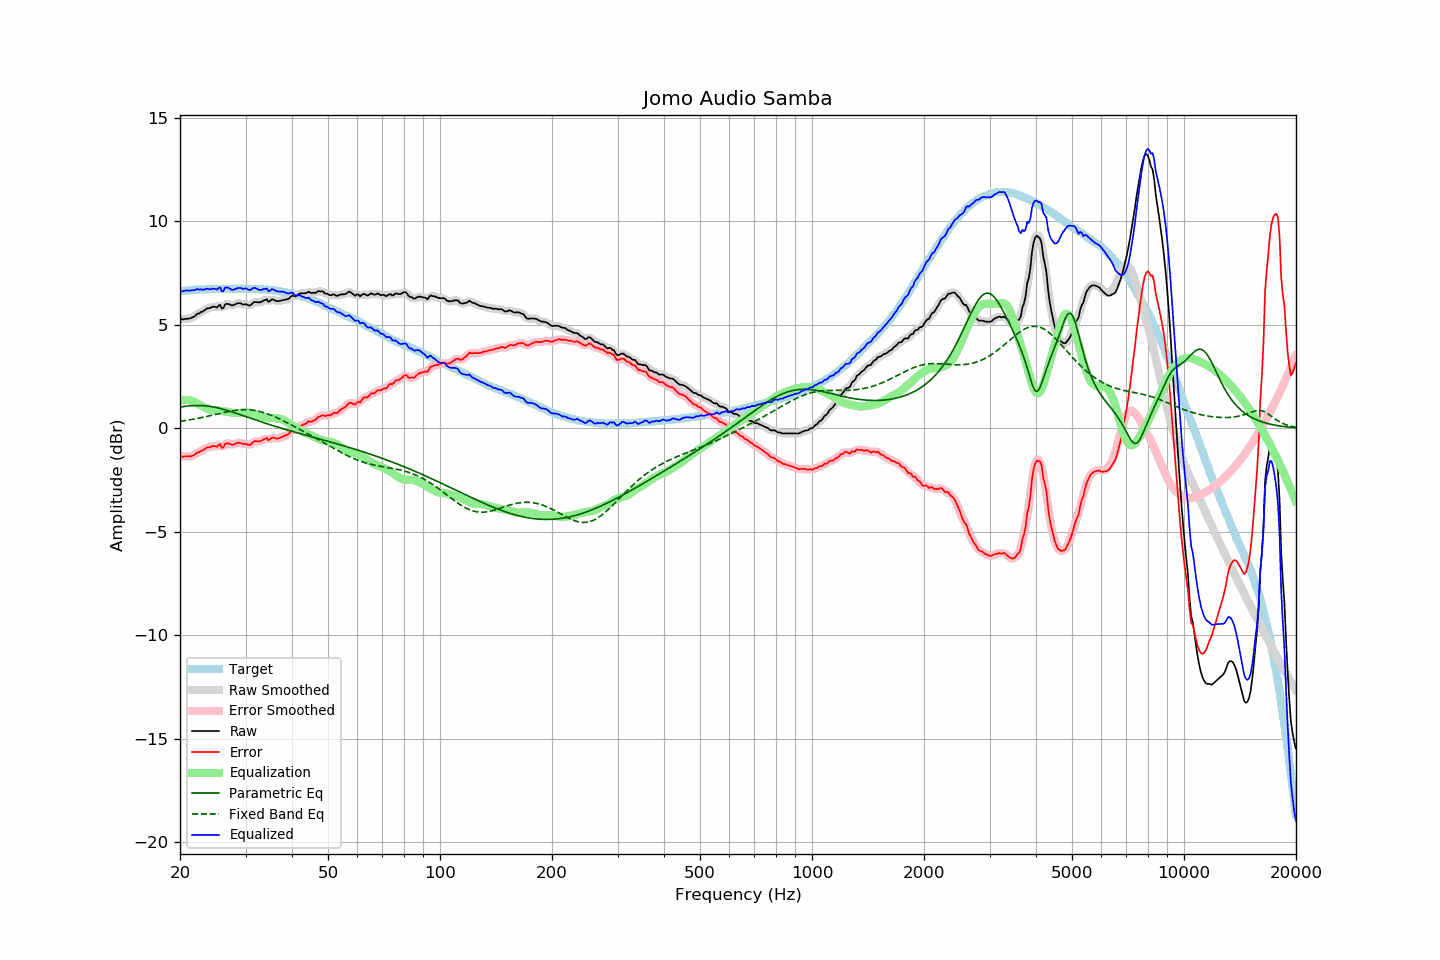 Jomo Audio Samba
15
10
5
0
−5
−10
−15
−20
Amplitude (dBr)
Target
Raw Smoothed
Error Smoothed
Raw
Error
Equalization
Parametric Eq
Fixed Band Eq
Equalized
20 50 100 200 500 1000 2000 5000 10000 20000
Frequency (Hz)